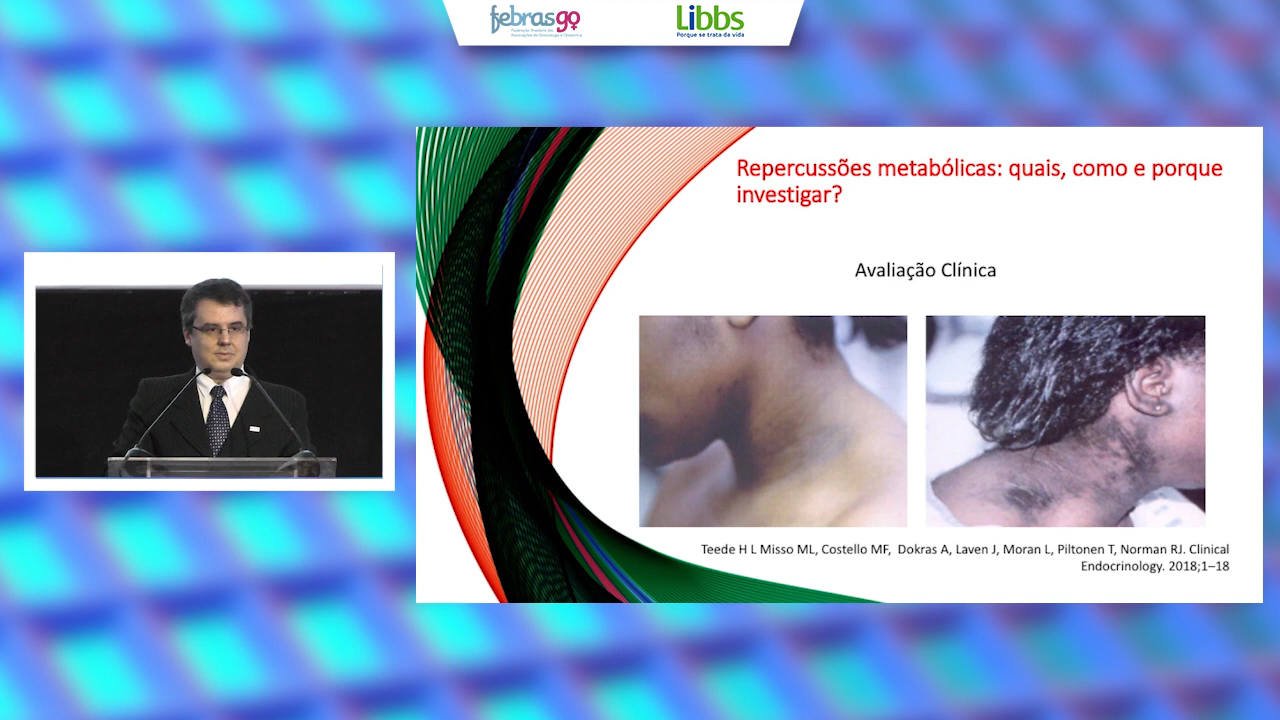 febrasgo
Federação Brasileira das
Associações de Ginecologia e Obstetrícia
Libbs
Porque se trata da vida
Repercussões metabólicas: quais, como e porque
investigar?
Avaliação Clínica
Teede H L Misso ML, Costello MF, Dokras A, Laven J, Moran L, Piltonen T, Norman RJ. Clinical
Endocrinology. 2018;1–18